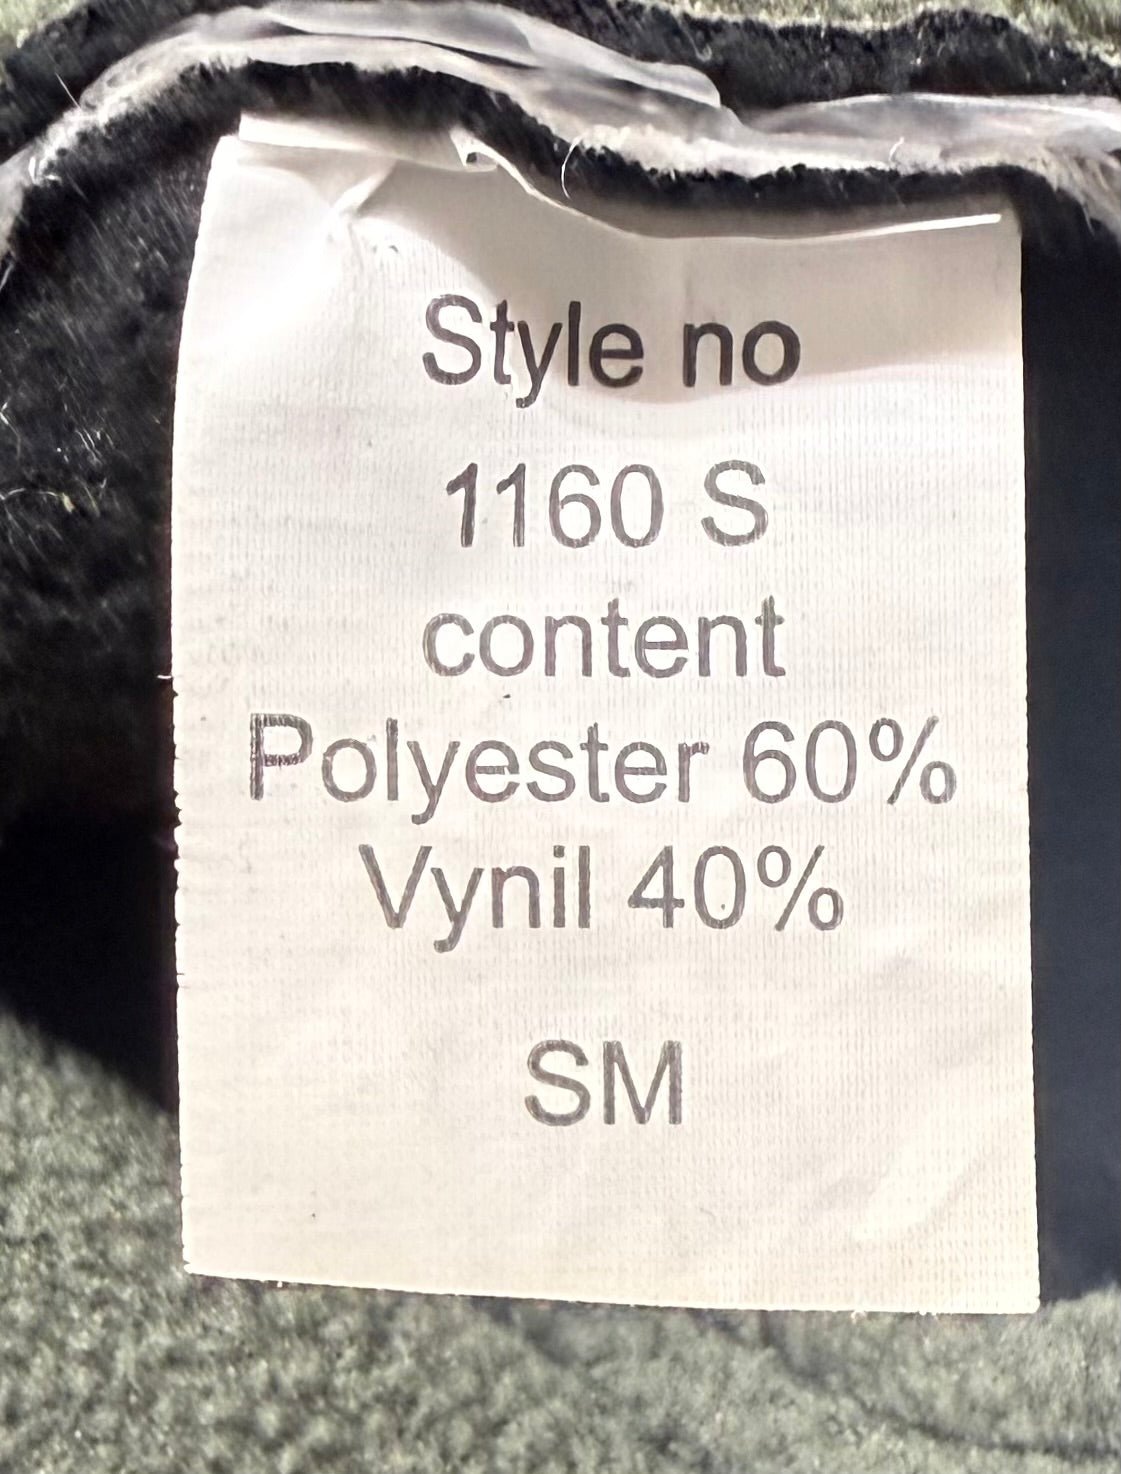 Style no
1160 S
content
Polyester 60%
Vynil 40%
SM